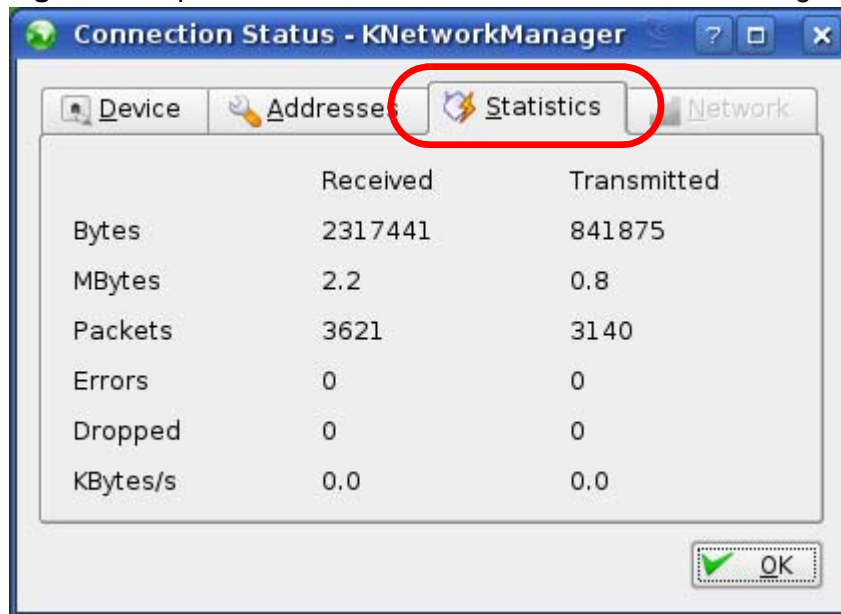 Connection Status - KNetworkManager
Device Addresses Statistics Network
Received Transmitted
Bytes 2317441 841875
MBytes 2.2 0.8
Packets 3621 3140
Errors 0 0
Dropped 0 0
KBytes/s 0.0 0.0
OK